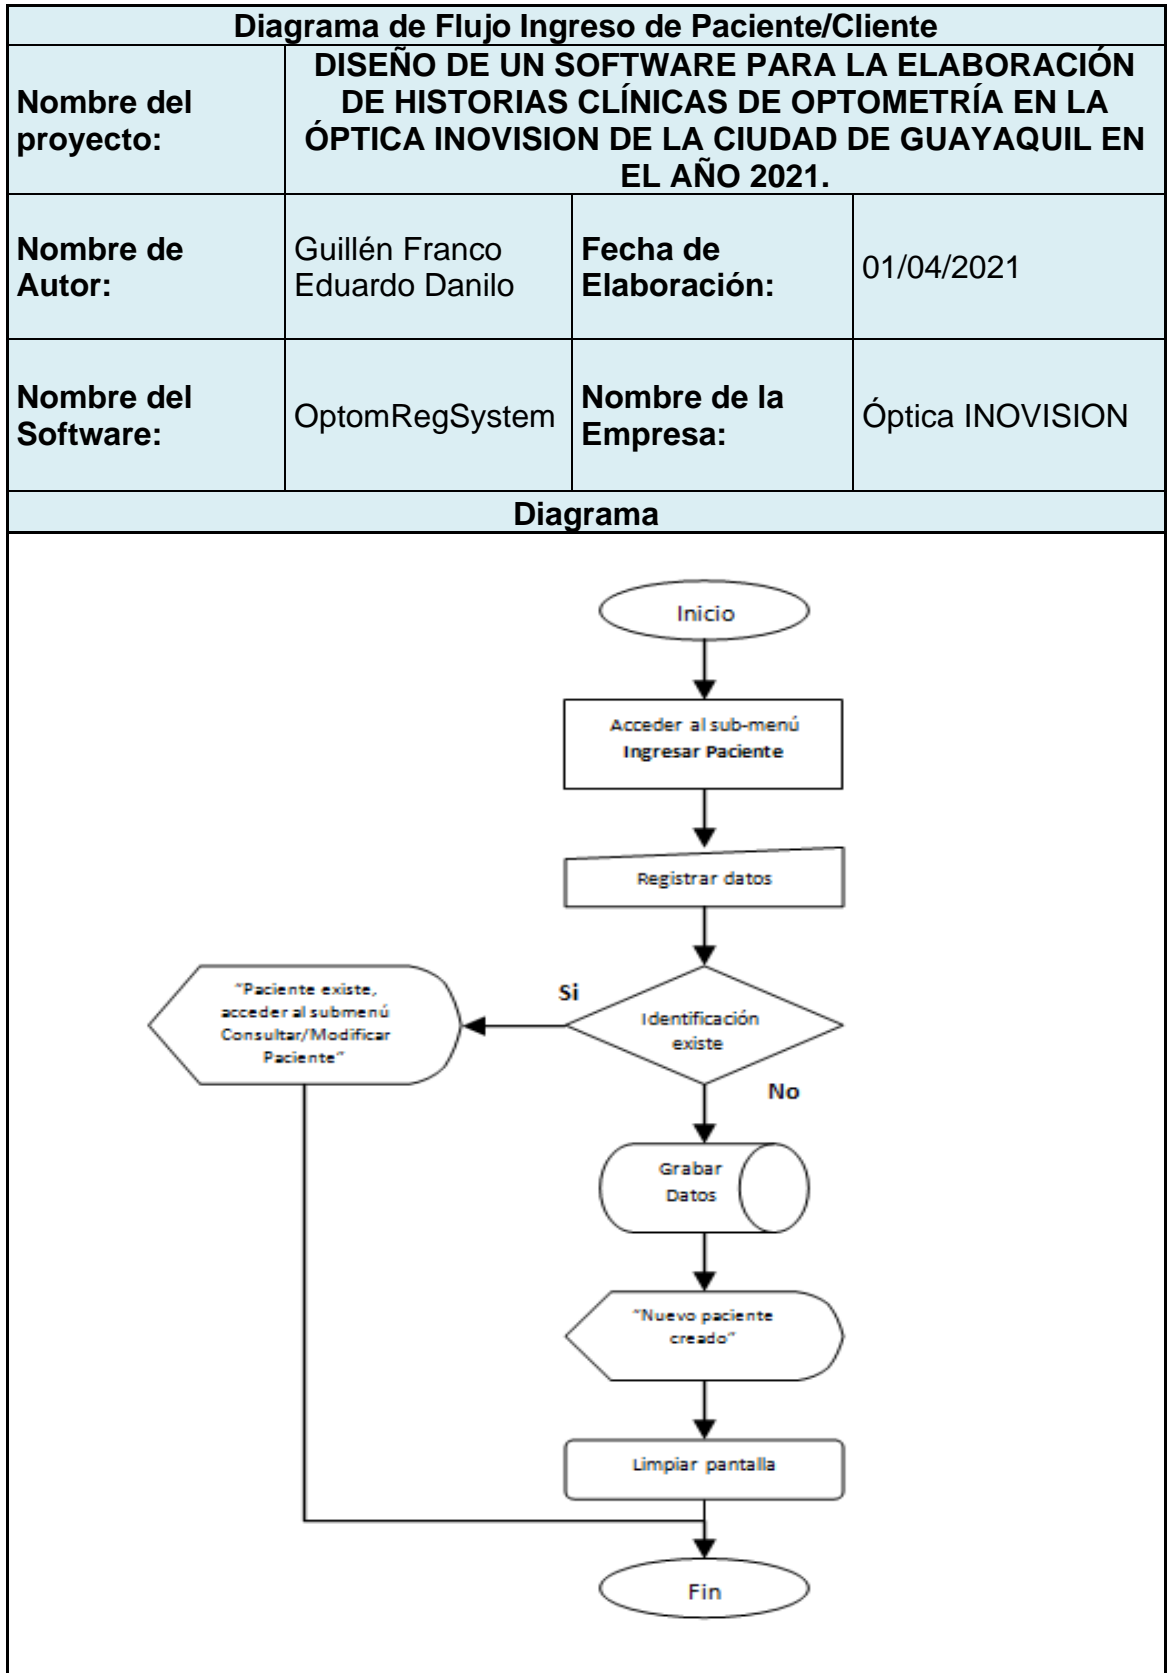 Diagrama de Flujo Ingreso de Paciente/Cliente
Nombre del
proyecto:
DISEÑO DE UN SOFTWARE PARA LA ELABORACIÓN
DE HISTORIAS CLÍNICAS DE OPTOMETRÍA EN LA
ÓPTICA INOVISION DE LA CIUDAD DE GUAYAQUIL EN
EL AÑO 2021.
Nombre de
Autor:
Guillén Franco
Eduardo Danilo
Fecha de
Elaboración:
01/04/2021
Nombre del
Software:
OptomRegSystem
Nombre de la
Empresa:
Óptica INOVISION
Diagrama
Inicio
Acceder al sub-menú
Ingresar Paciente
Registrar datos
Identificación
existe
Si
"Paciente existe,
acceder al submenú
Consultar/Modificar
Paciente"
No
Grabar
Datos
"Nuevo paciente
creado"
Limpiar pantalla
Fin